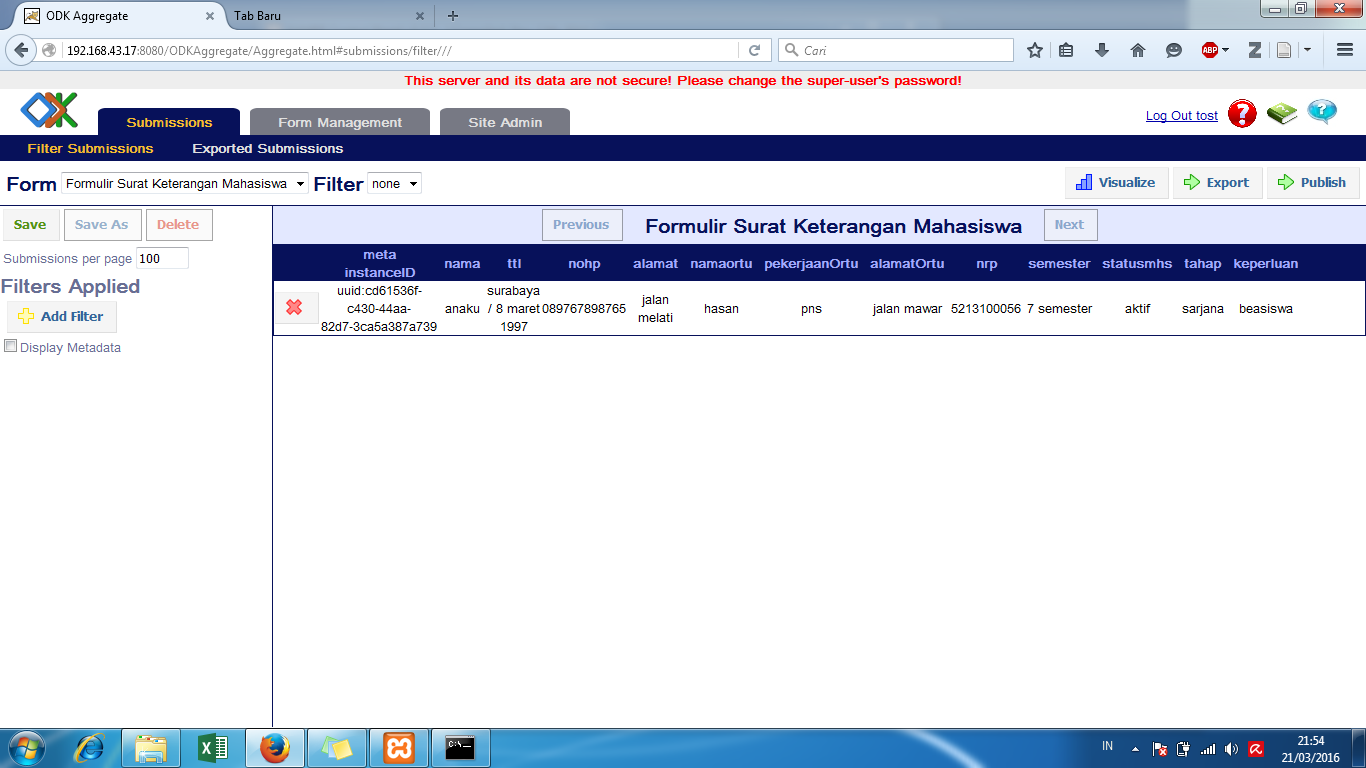 ODK Aggregate
Tab Baru
192.168.43.17:8080/ODKAggregate/Aggregate.html#submissions/filter///
Cari
ABP
This server and its data are not secure! Please change the super-user's password!
Submissions
Form Management
Site Admin
Log Out tost
Filter Submissions
Exported Submissions
Form
Formulir Surat Keterangan Mahasiswa
Filter
none
Visualize
Export
Publish
Save
Save As
Delete
Submissions per page
100
Filters Applied
Add Filter
Display Metadata
Previous
Formulir Surat Keterangan Mahasiswa
Next
meta
instanceID
nama
ttl
nohp
alamat
namaortu
pekerjaanOrtu
alamatOrtu
nrp
semester
statusmhs
tahap
keperluan
uuid:cd61536f-
c430-44aa-
82d7-3ca5a387a739
anaku
surabaya
/ 8 maret
1997
089767898765
jalan
melati
hasan
pns
jalan mawar
5213100056
7 semester
aktif
sarjana
beasiswa
IN
21:54
21/03/2016